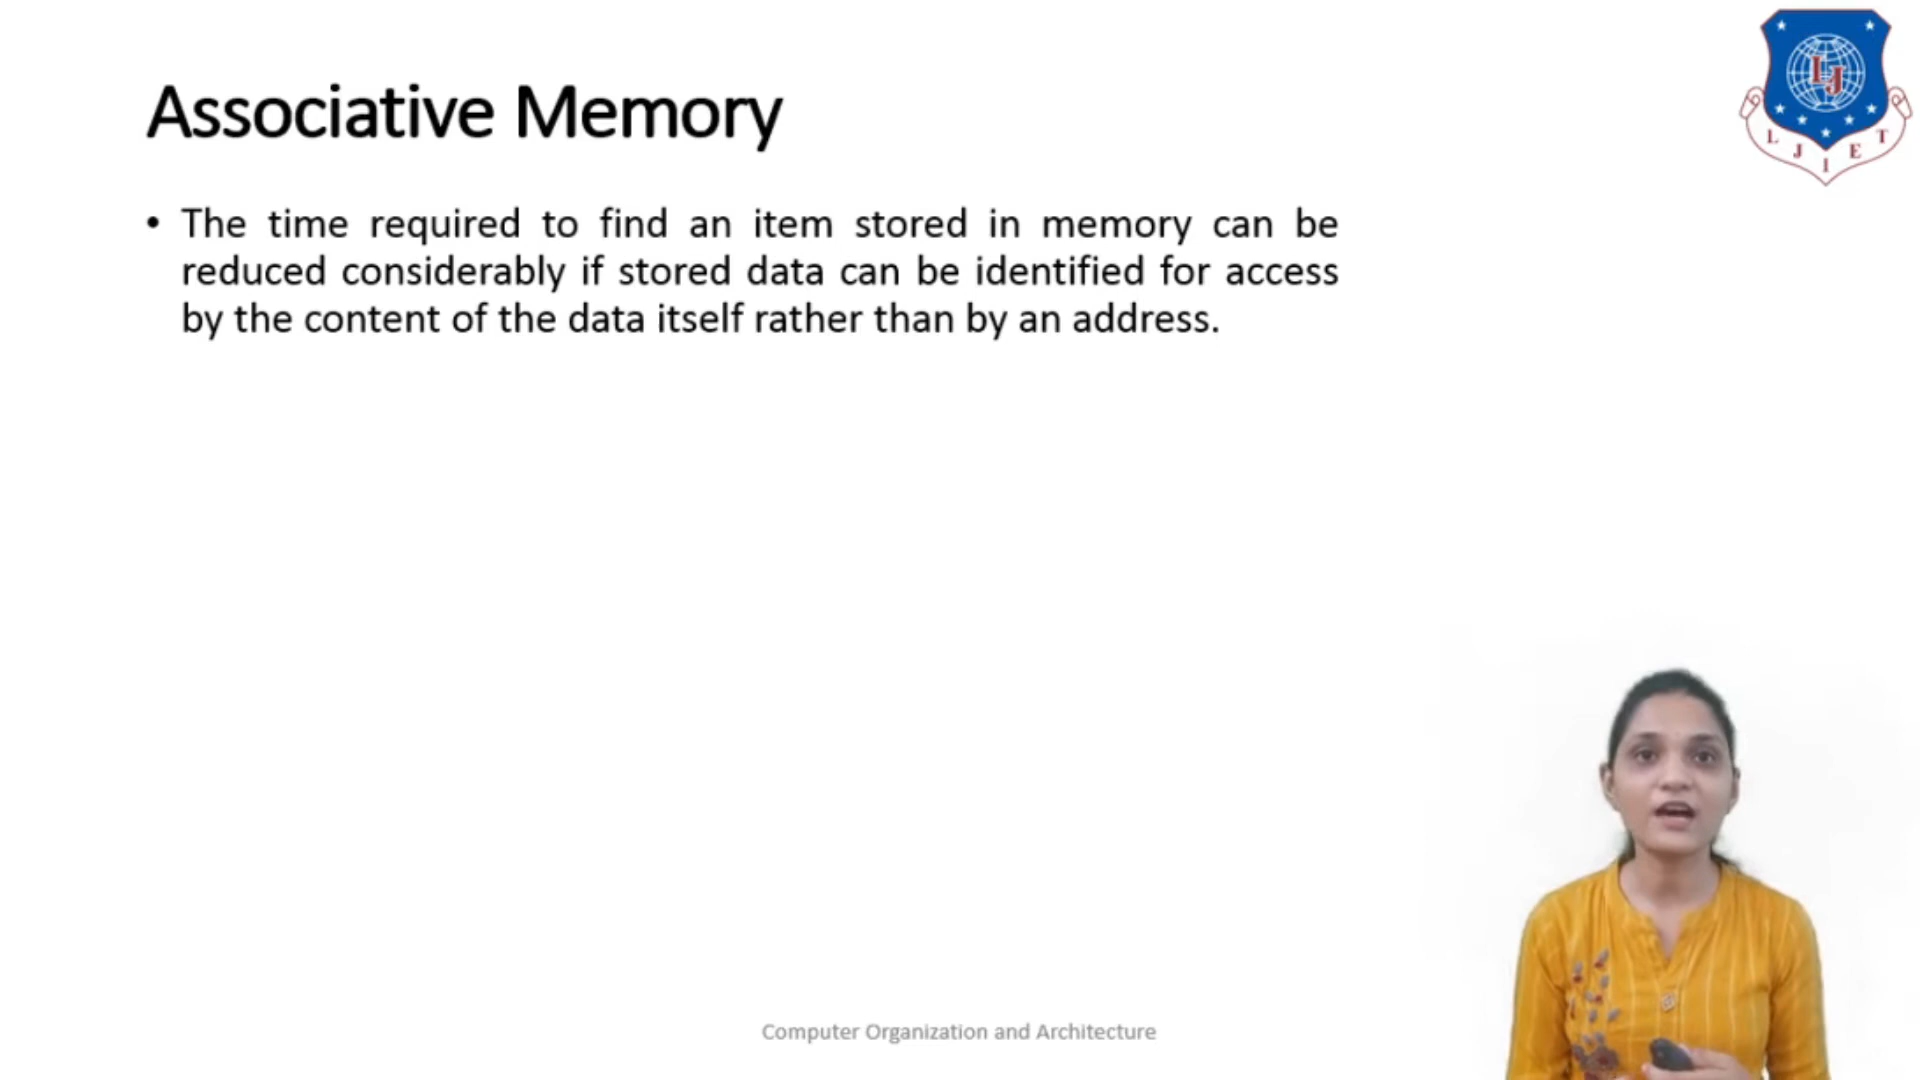 Associative Memory
• The time required to find an item stored in memory can be
reduced considerably if stored data can be identified for access
by the content of the data itself rather than by an address.
LJ
L J I E T
Computer Organization and Architecture